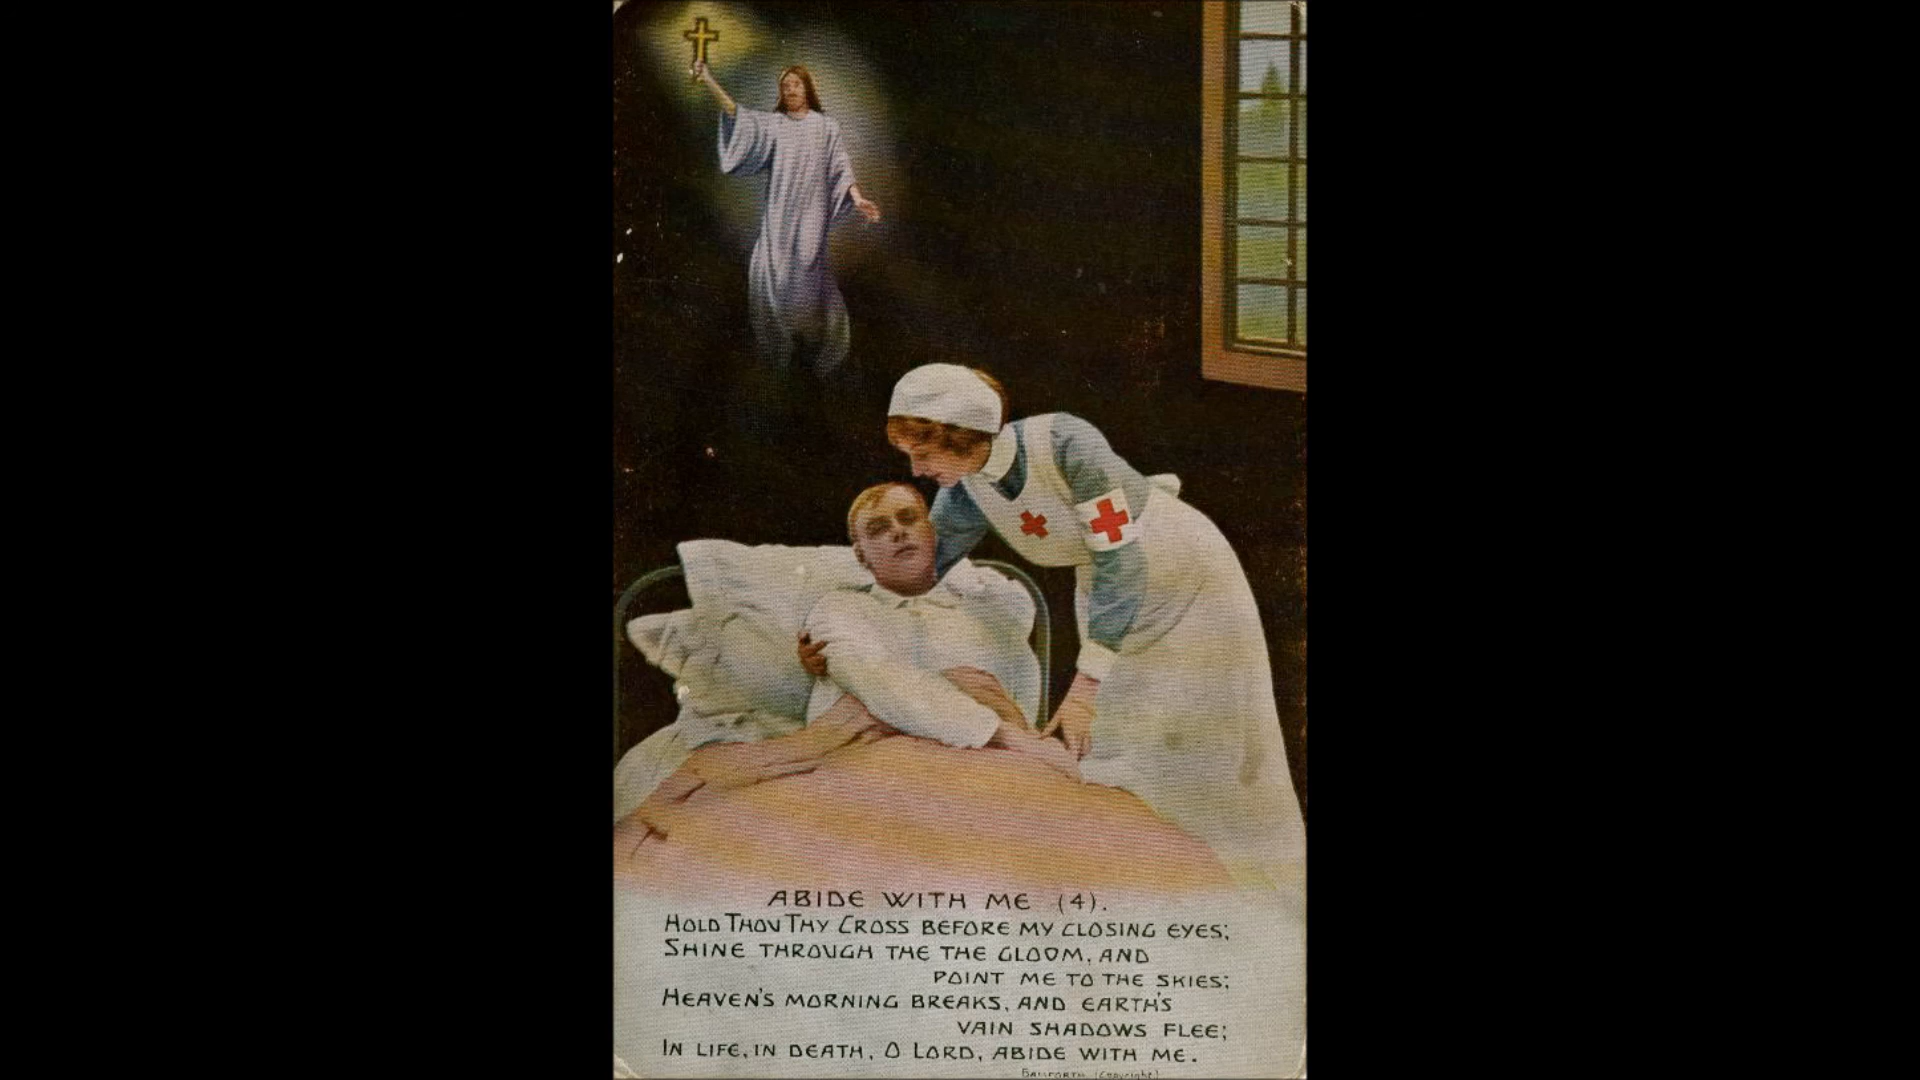 ABIDE WITH ME (4).
HOLD THOU THY CROSS BEFORE MY CLOSING EYES;
SHINE THROUGH THE THE GLOOM, AND
POINT ME TO THE SKIES;
HEAVEN'S MORNING BREAKS, AND EARTH'S
VAIN SHADOWS FLEE;
IN LIFE, IN DEATH, O LORD, ABIDE WITH ME.
BAMFORTH (Copyright)